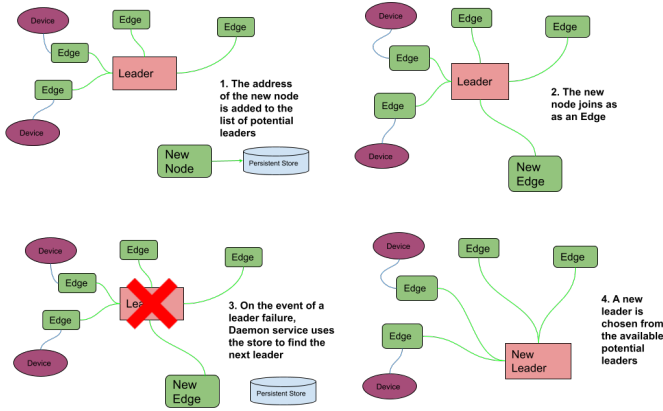 Device
Edge
Edge
Edge
Leader
Edge
Device
1. The address
of the new node
is added to the
list of potential
leaders
New
Node
Persistent Store
Device
Edge
Edge
Edge
Leader
Edge
Device
2. The new
node joins as
as an Edge
New
Edge
Device
Edge
Edge
Edge
Edge
Device
3. On the event of a
leader failure,
Daemon service uses
the store to find the
next leader
New
Edge
Persistent Store
Device
Edge
Edge
Edge
Edge
Device
New
Leader
4. A new
leader is
chosen from
the available
potential
leaders